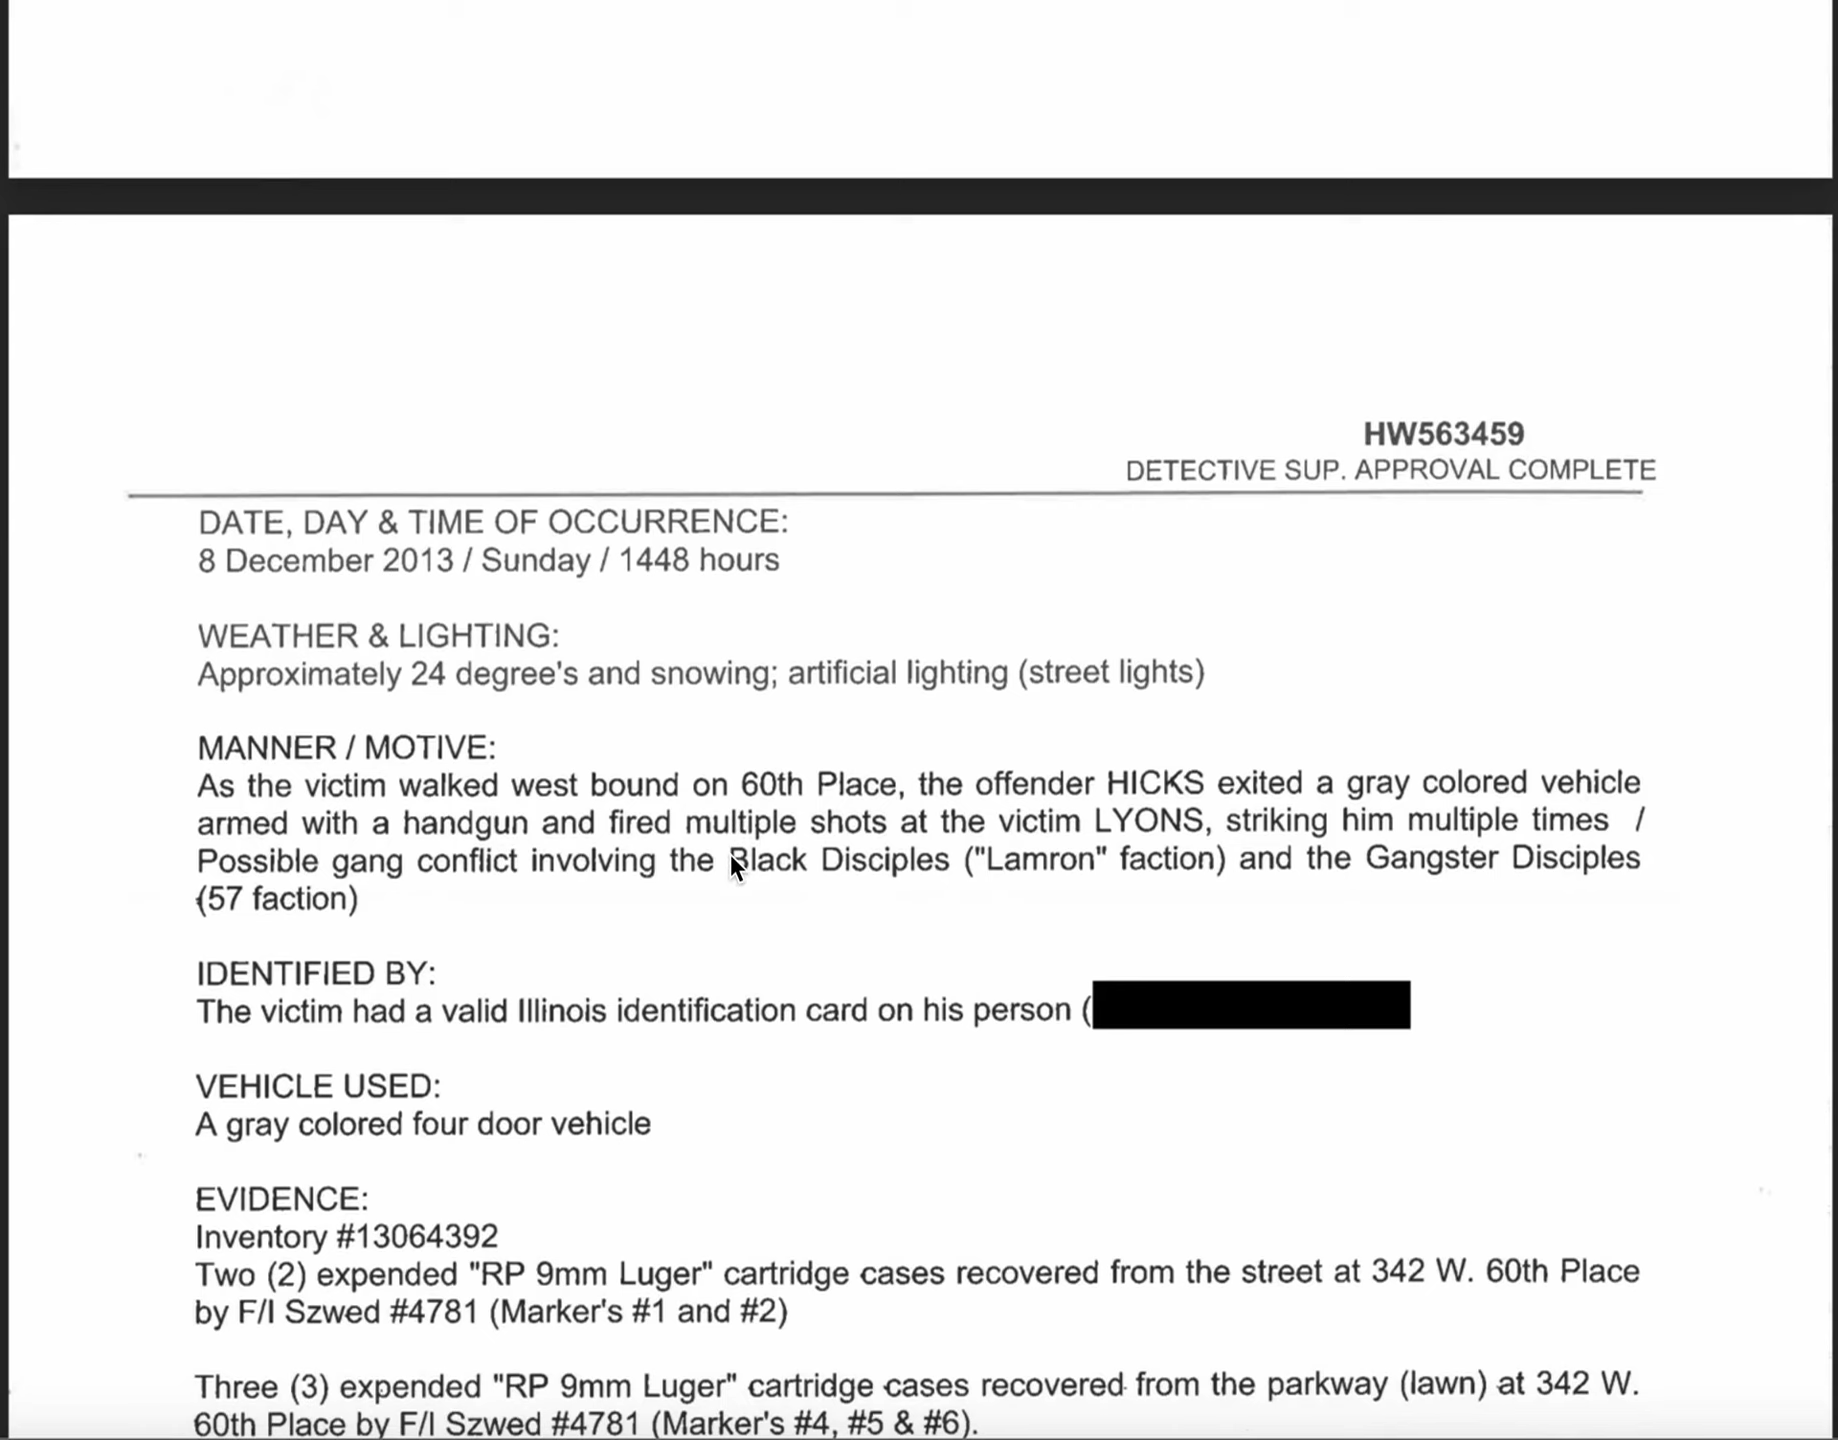 HW563459
DETECTIVE SUP. APPROVAL COMPLETE
DATE, DAY & TIME OF OCCURRENCE:
8 December 2013 / Sunday / 1448 hours
WEATHER & LIGHTING:
Approximately 24 degree's and snowing; artificial lighting (street lights)
MANNER / MOTIVE:
As the victim walked west bound on 60th Place, the offender HICKS exited a gray colored vehicle
armed with a handgun and fired multiple shots at the victim LYONS, striking him multiple times /
Possible gang conflict involving the Black Disciples ("Lamron" faction) and the Gangster Disciples
(57 faction)
IDENTIFIED BY:
The victim had a valid Illinois identification card on his person (
VEHICLE USED:
A gray colored four door vehicle
EVIDENCE:
Inventory #13064392
Two (2) expended "RP 9mm Luger" cartridge cases recovered from the street at 342 W. 60th Place
by F/I Szwed #4781 (Marker's #1 and #2)
Three (3) expended "RP 9mm Luger" cartridge cases recovered from the parkway (lawn) at 342 W.
60th Place by F/I Szwed #4781 (Marker's #4, #5 & #6).